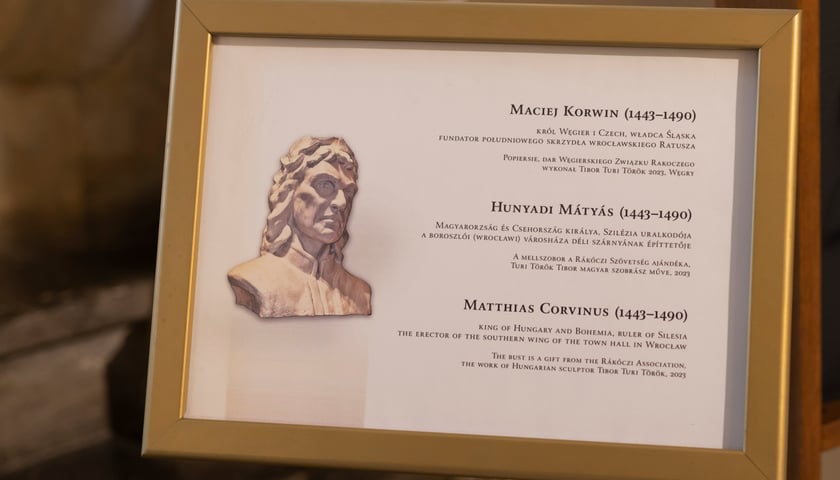 Maciej Korwin (1443–1490)
król Węgier i Czech, władca Śląska
fundator południowego skrzydła wrocławskiego Ratusza
Popiersie, dar Węgierskiego Związku Rakoczego
wykonał Tibor Turi Török 2023, Węgry
Hunyadi Mátyás (1443–1490)
Magyarország és Csehország királya, Szilézia uralkodója
a boroszlói (wrocławi) városháza déli szárnyának építtetője
A mellszobor a Rákóczi Szövetség ajándéka,
Turi Török Tibor magyar szobrász műve, 2023
Matthias Corvinus (1443–1490)
king of Hungary and Bohemia, ruler of Silesia
the erector of the southern wing of the town hall in Wrocław
The bust is a gift from the Rákóczi Association,
the work of Hungarian sculptor Tibor Turi Török, 2023